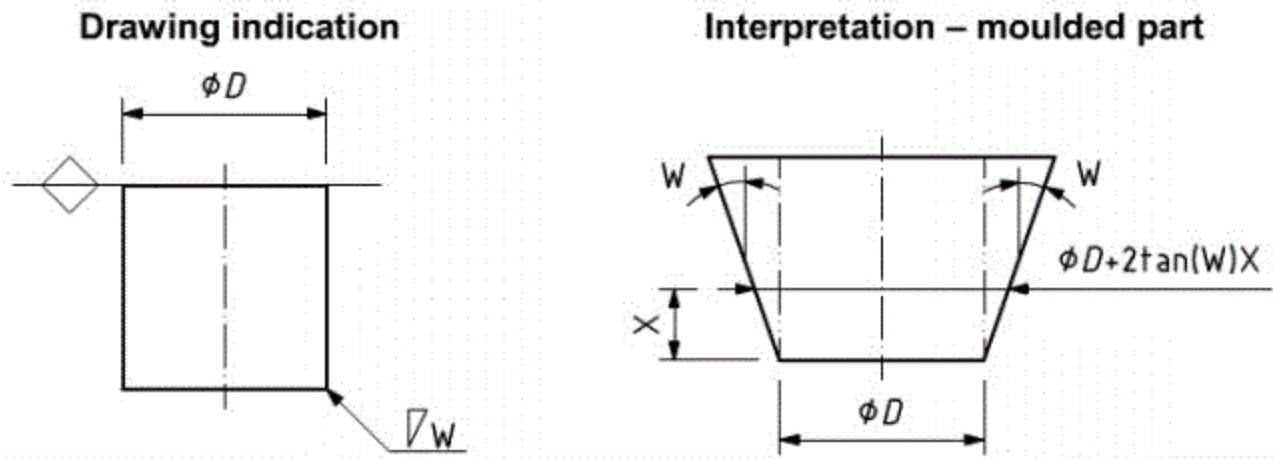 Drawing indication
ϕD
W
Interpretation – moulded part
W
W
ϕD+2tan(W)X
X
ϕD